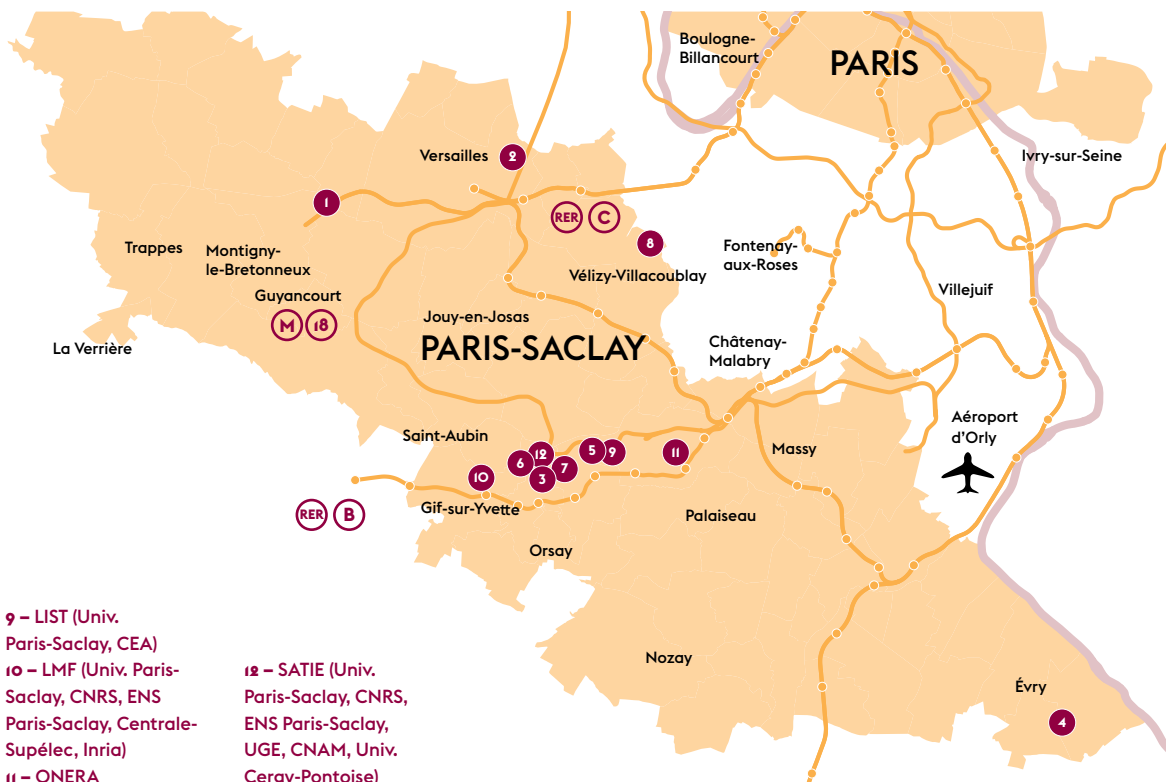 Boulogne-
Billancourt
PARIS
Versailles
2
Ivry-sur-Seine
1
RER
C
8
Trappes
Montigny-
le-Bretonneux
Fontenay-
aux-Roses
Vélizy-Villacoublay
Guyancourt
Villejuif
M
18
Jouy-en-Josas
La Verrière
PARIS-SACLAY
Châtenay-
Malabry
Saint-Aubin
Massy
Aéroport
d'Orly
12
5
9
11
6
7
10
3
Gif-sur-Yvette
RER
B
Palaiseau
Orsay
9 – LIST (Univ.
Paris-Saclay, CEA)
10 – LMF (Univ. Paris-
Saclay, CNRS, ENS
Paris-Saclay, Centrale-
Supélec, Inria)
11 – ONERA
12 – SATIE (Univ.
Paris-Saclay, CNRS,
ENS Paris-Saclay,
UGE, CNAM, Univ.
Cergy-Pontoise)
Nozay
Évry
4